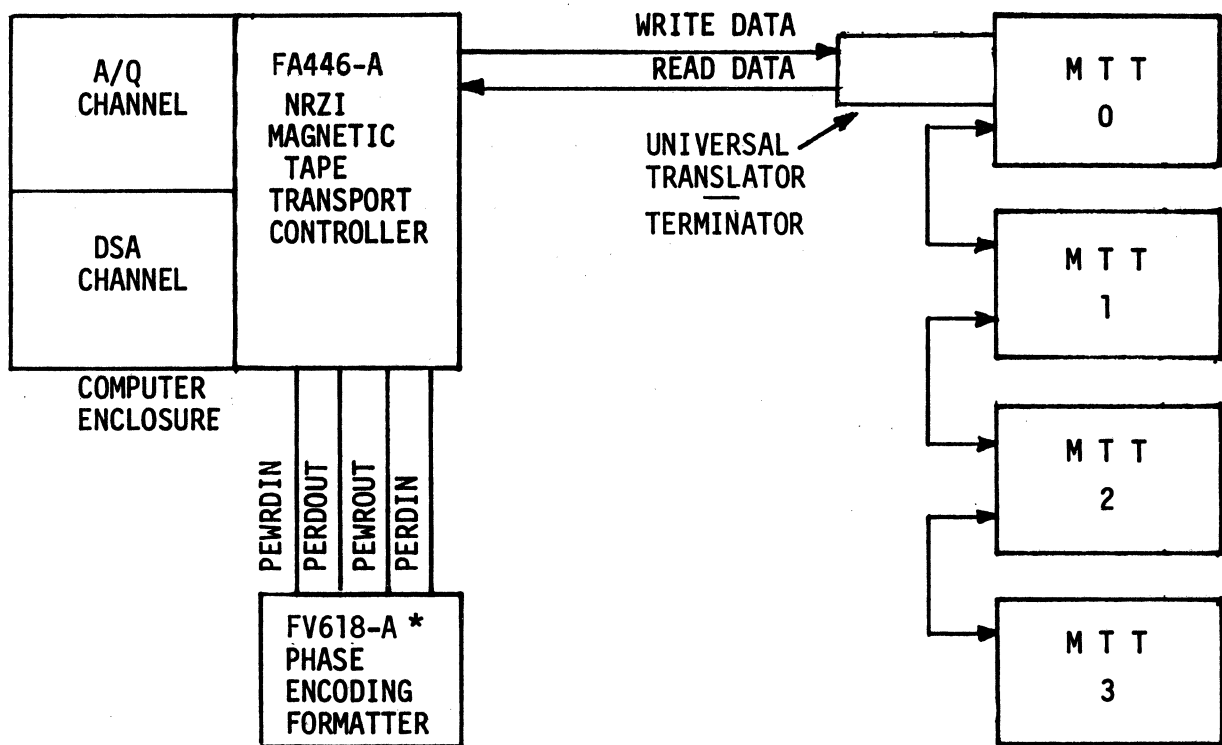 A/Q
CHANNEL
DSA
CHANNEL
COMPUTER
ENCLOSURE
FA446-A
NRZI
MAGNETIC
TAPE
TRANSPORT
CONTROLLER
WRITE DATA
READ DATA
UNIVERSAL
TRANSLATOR
—
TERMINATOR
M T T
0
M T T
1
M T T
2
M T T
3
PEWRDIN
PERDOUT
PEWROUT
PERDIN
FV618-A *
PHASE
ENCODING
FORMATTER